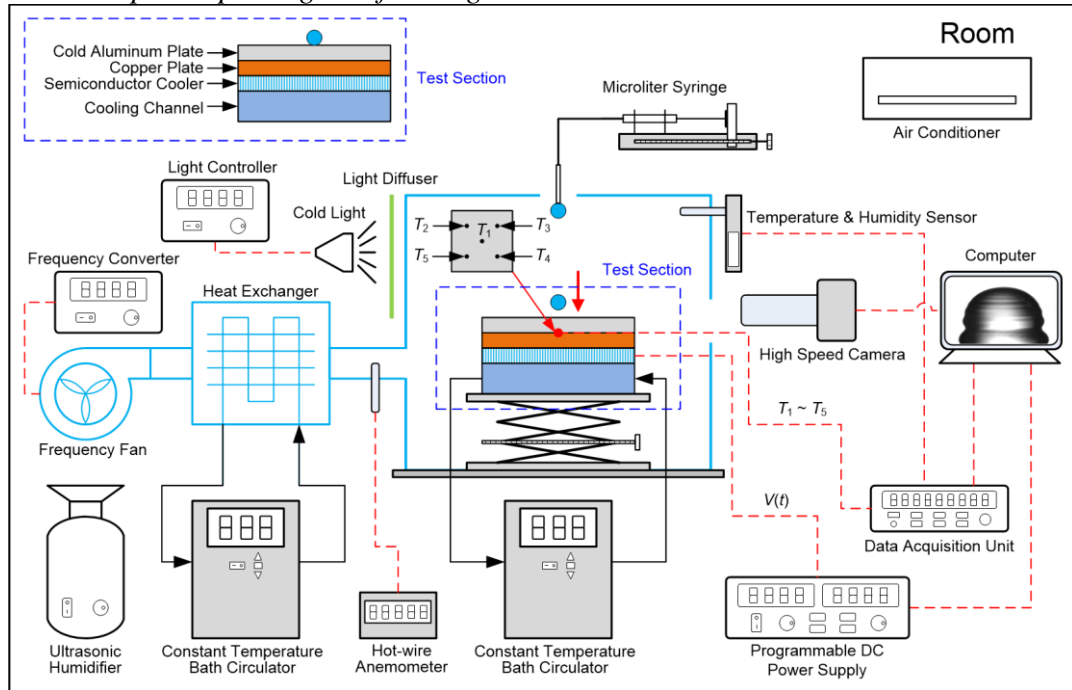 Cold Aluminum Plate
Copper Plate
Semiconductor Cooler
Cooling Channel
Test Section
Room
Microliter Syringe
Air Conditioner
Light Controller
Light Diffuser
Cold Light
T2
T1
T3
T5
T4
Temperature & Humidity Sensor
Frequency Converter
Heat Exchanger
Test Section
Computer
High Speed Camera
Frequency Fan
T1 ~ T5
V(t)
Data Acquisition Unit
Ultrasonic
Humidifier
Constant Temperature
Bath Circulator
Hot-wire
Anemometer
Constant Temperature
Bath Circulator
Programmable DC
Power Supply